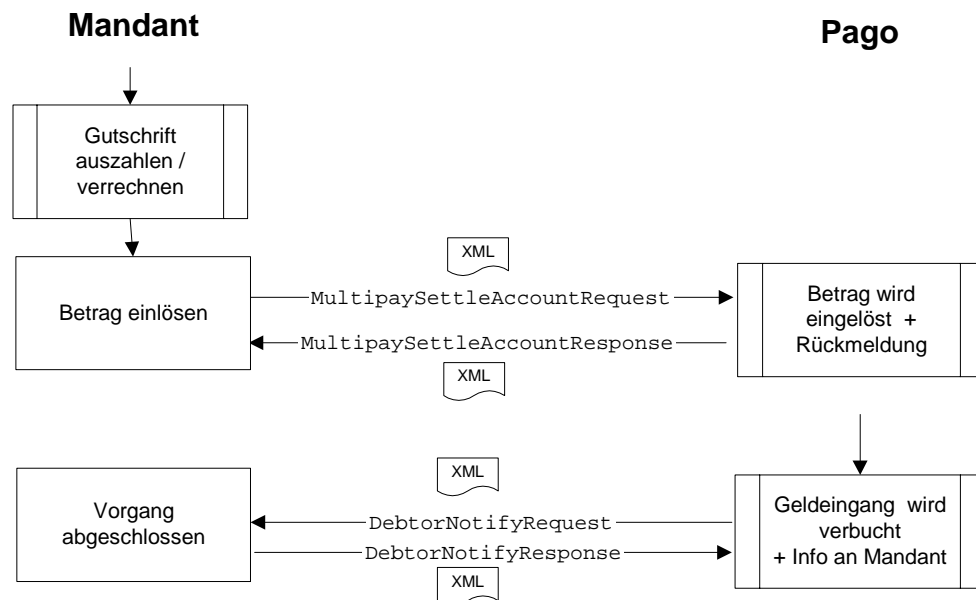 Mandant
Pago
Gutschrift
auszahlen /
verrechnen
XML
Betrag einlösen
MultipaySettleAccountRequest
MultipaySettleAccountResponse
Betrag wird
eingelöst +
Rückmeldung
XML
XML
Vorgang
abgeschlossen
DebtorNotifyRequest
DebtorNotifyResponse
Geldeingang wird
verbucht
+ Info an Mandant
XML